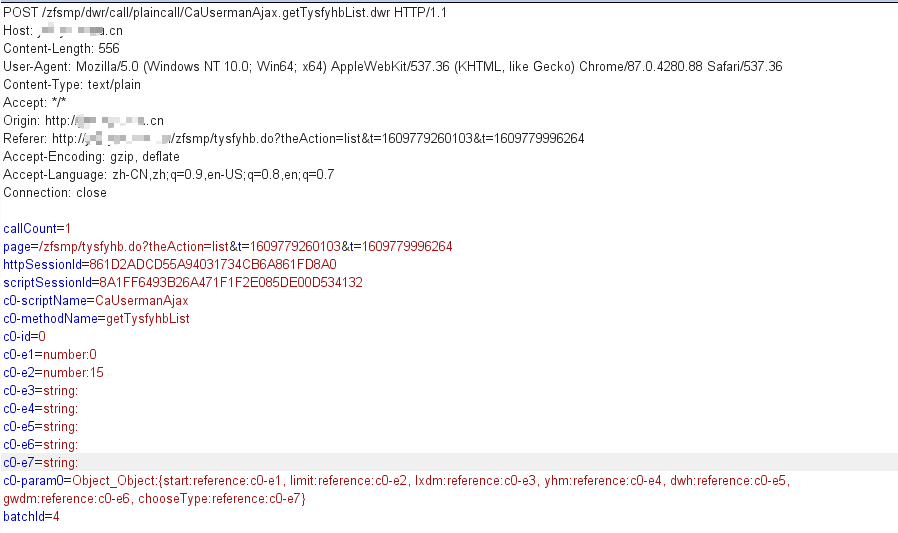 POST /zfsmp/dwr/call/plaincall/CaUsermanAjax.getTysfyhbList.dwr HTTP/1.1
Host: .cn
Content-Length: 556
User-Agent: Mozilla/5.0 (Windows NT 10.0; Win64; x64) AppleWebKit/537.36 (KHTML, like Gecko) Chrome/87.0.4280.88 Safari/537.36
Content-Type: text/plain
Accept: */*
Origin: http:/ .cn
Referer: http:// /zfsmp/tysfyhb.do?theAction=list&t=1609779260103&t=1609779996264
Accept-Encoding: gzip, deflate
Accept-Language: zh-CN,zh;q=0.9,en-US;q=0.8,en;q=0.7
Connection: close
callCount=1
page=/zfsmp/tysfyhb.do?theAction=list&t=1609779260103&t=1609779996264
httpSessionId=861D2ADCD55A94031734CB6A861FD8A0
scriptSessionId=8A1FF6493B26A471F1F2E085DE00D534132
c0-scriptName=CaUsermanAjax
c0-methodName=getTysfyhbList
c0-id=0
c0-e1=number:0
c0-e2=number:15
c0-e3=string:
c0-e4=string:
c0-e5=string:
c0-e6=string:
c0-e7=string:
c0-param0=Object_Object:{start:reference:c0-e1, limit:reference:c0-e2, lxdm:reference:c0-e3, yhm:reference:c0-e4, dwh:reference:c0-e5,
gwdm:reference:c0-e6, chooseType:reference:c0-e7}
batchId=4